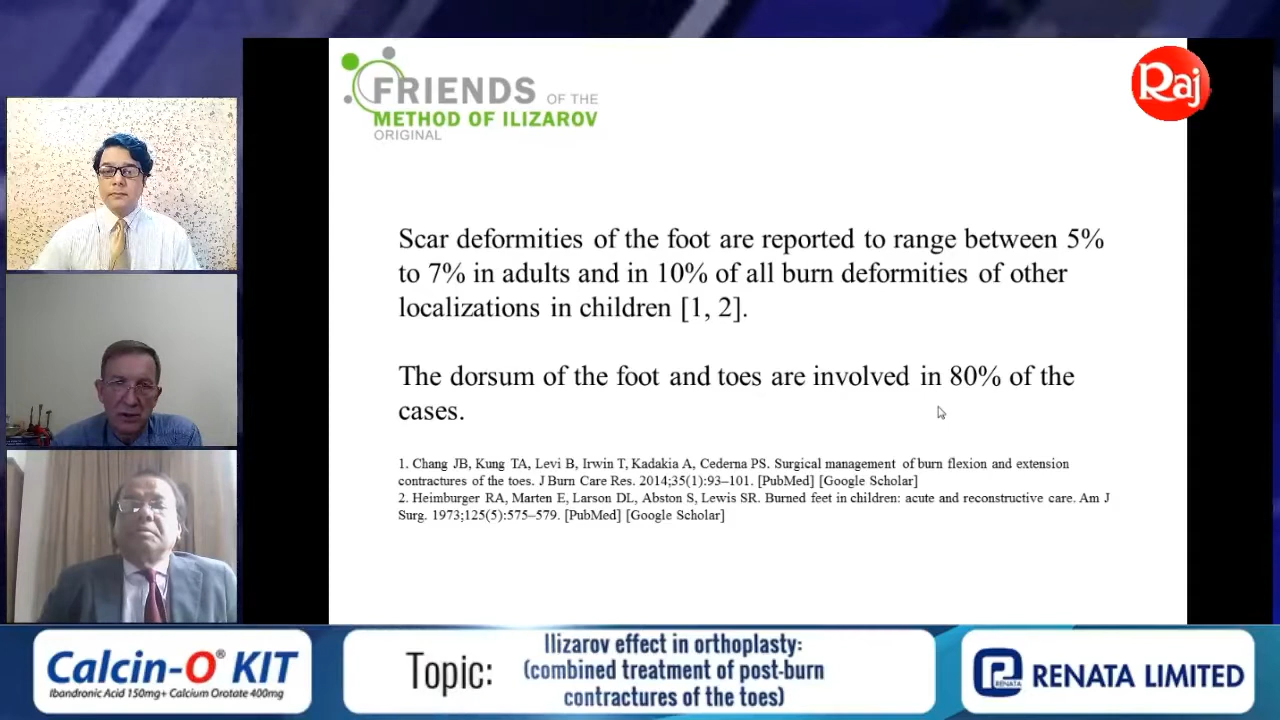 FRIENDS OF THE
METHOD OF ILIZAROV
ORIGINAL
Raj
Scar deformities of the foot are reported to range between 5%
to 7% in adults and in 10% of all burn deformities of other
localizations in children [1, 2].
The dorsum of the foot and toes are involved in 80% of the
cases.
1. Chang JB, Kung TA, Levi B, Irwin T, Kadakia A, Cederna PS. Surgical management of burn flexion and extension
contractures of the toes. J Burn Care Res. 2014;35(1):93–101. [PubMed] [Google Scholar]
2. Heimburger RA, Marten E, Larson DL, Abston S, Lewis SR. Burned feet in children: acute and reconstructive care. Am J
Surg. 1973;125(5):575–579. [PubMed] [Google Scholar]
Calcin-O® KIT
Ibandronic Acid 150mg+ Calcium Orotate 400mg
Topic:
Ilizarov effect in orthoplasty:
(combined treatment of post-burn
contractures of the toes)
RENATA
RENATA LIMITED